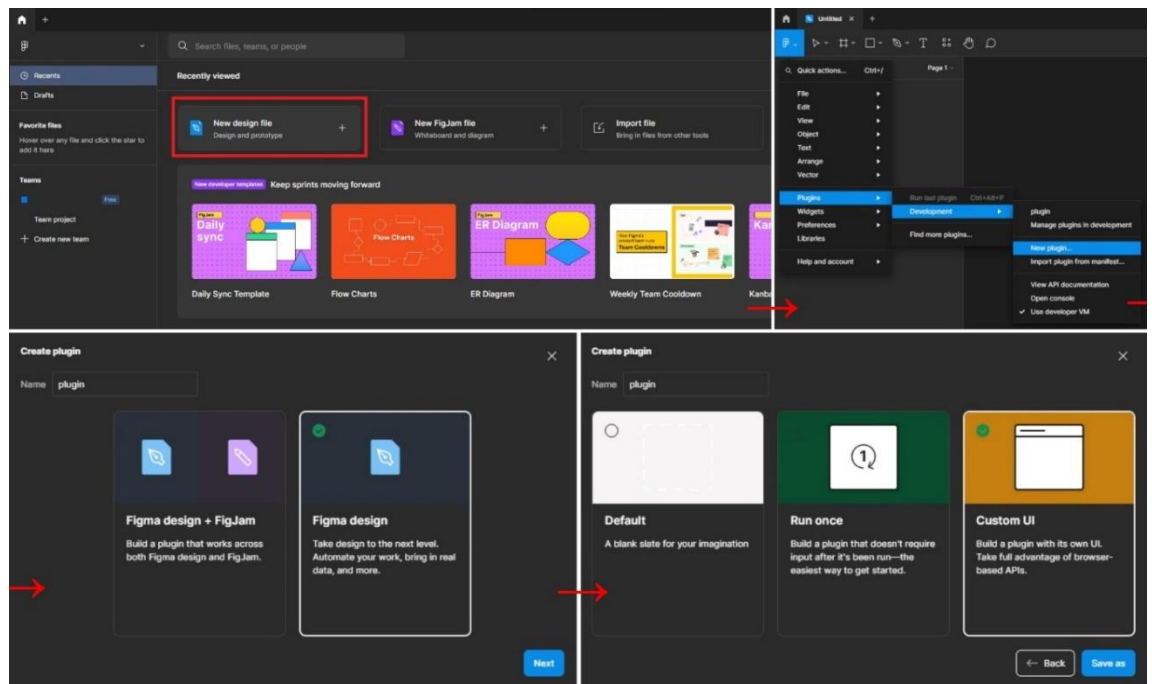 Search files, teams, or people
Recents
Drafts
Favorite files
Hover over any file and click the star to
add it here
Teams
Free
Team project
Create new team
Recently viewed
New design file
Design and prototype
New FigJam file
Whiteboard and diagram
Import file
Bring in files from other tools
New developer templates Keep sprints moving forward
FigJam
Daily
sync
Flow Charts
FigJam
ER Diagram
Team Cooldowns
Daily Sync Template
Flow Charts
ER Diagram
Weekly Team Cooldown
Untitled
Page 1
Quick actions... Ctrl+/
File
Edit
View
Object
Text
Arrange
Vector
Plugins
Widgets
Preferences
Libraries
Help and account
Run last plugin Ctrl+Alt+P
Development
Find more plugins...
plugin
Manage plugins in development
New plugin...
Import plugin from manifest...
View API documentation
Open console
Use developer VM
Create plugin
Name plugin
Figma design + FigJam
Build a plugin that works across
both Figma design and FigJam.
Figma design
Take design to the next level.
Automate your work, bring in real
data, and more.
Next
Create plugin
Name plugin
Default
A blank slate for your imagination
1
Run once
Build a plugin that doesn't require
input after it's been run—the
easiest way to get started.
Custom UI
Build a plugin with its own UI.
Take full advantage of browser-
based APIs.
Back
Save as